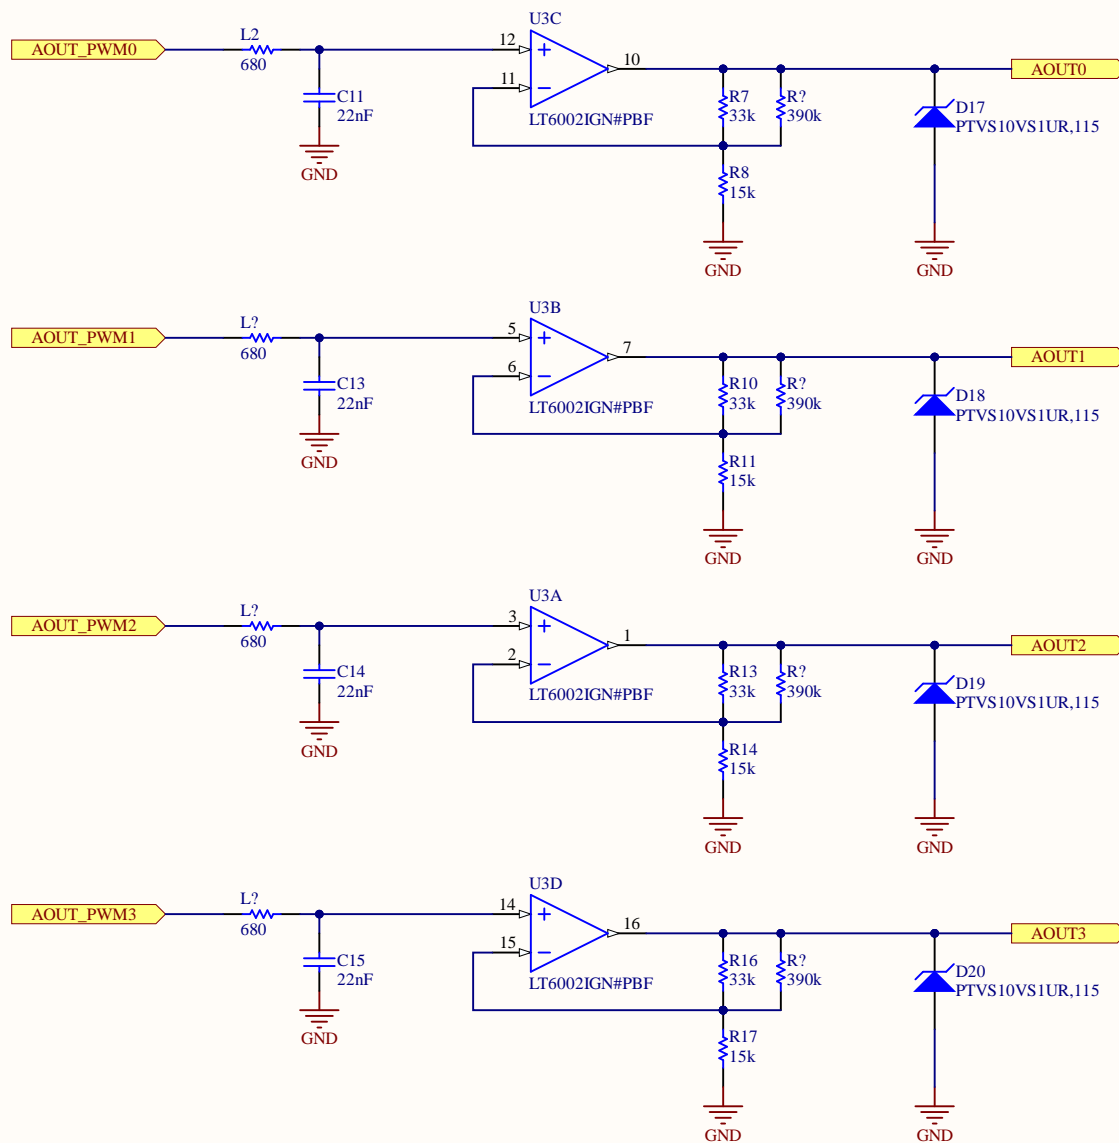 U3C
AOUT_PWM0
L2
680
12
11
10
+
−
LT6002IGN#PBF
C11
22nF
GND
R7
33k
R?
390k
R8
15k
GND
D17
PTVS10VS1UR,115
GND
AOUT0
U3B
AOUT_PWM1
L?
680
5
6
7
+
−
LT6002IGN#PBF
C13
22nF
GND
R10
33k
R?
390k
R11
15k
GND
D18
PTVS10VS1UR,115
GND
AOUT1
U3A
AOUT_PWM2
L?
680
3
2
1
+
−
LT6002IGN#PBF
C14
22nF
GND
R13
33k
R?
390k
R14
15k
GND
D19
PTVS10VS1UR,115
GND
AOUT2
U3D
AOUT_PWM3
L?
680
14
15
16
+
−
LT6002IGN#PBF
C15
22nF
GND
R16
33k
R?
390k
R17
15k
GND
D20
PTVS10VS1UR,115
GND
AOUT3